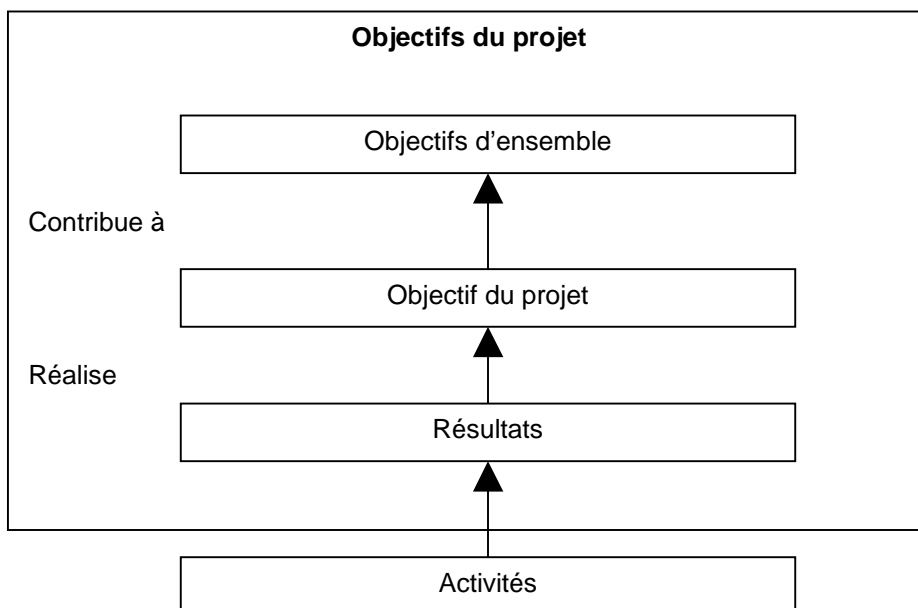 Objectifs du projet
Objectifs d’ensemble
Contribue à
Objectif du projet
Réalise
Résultats
Activités